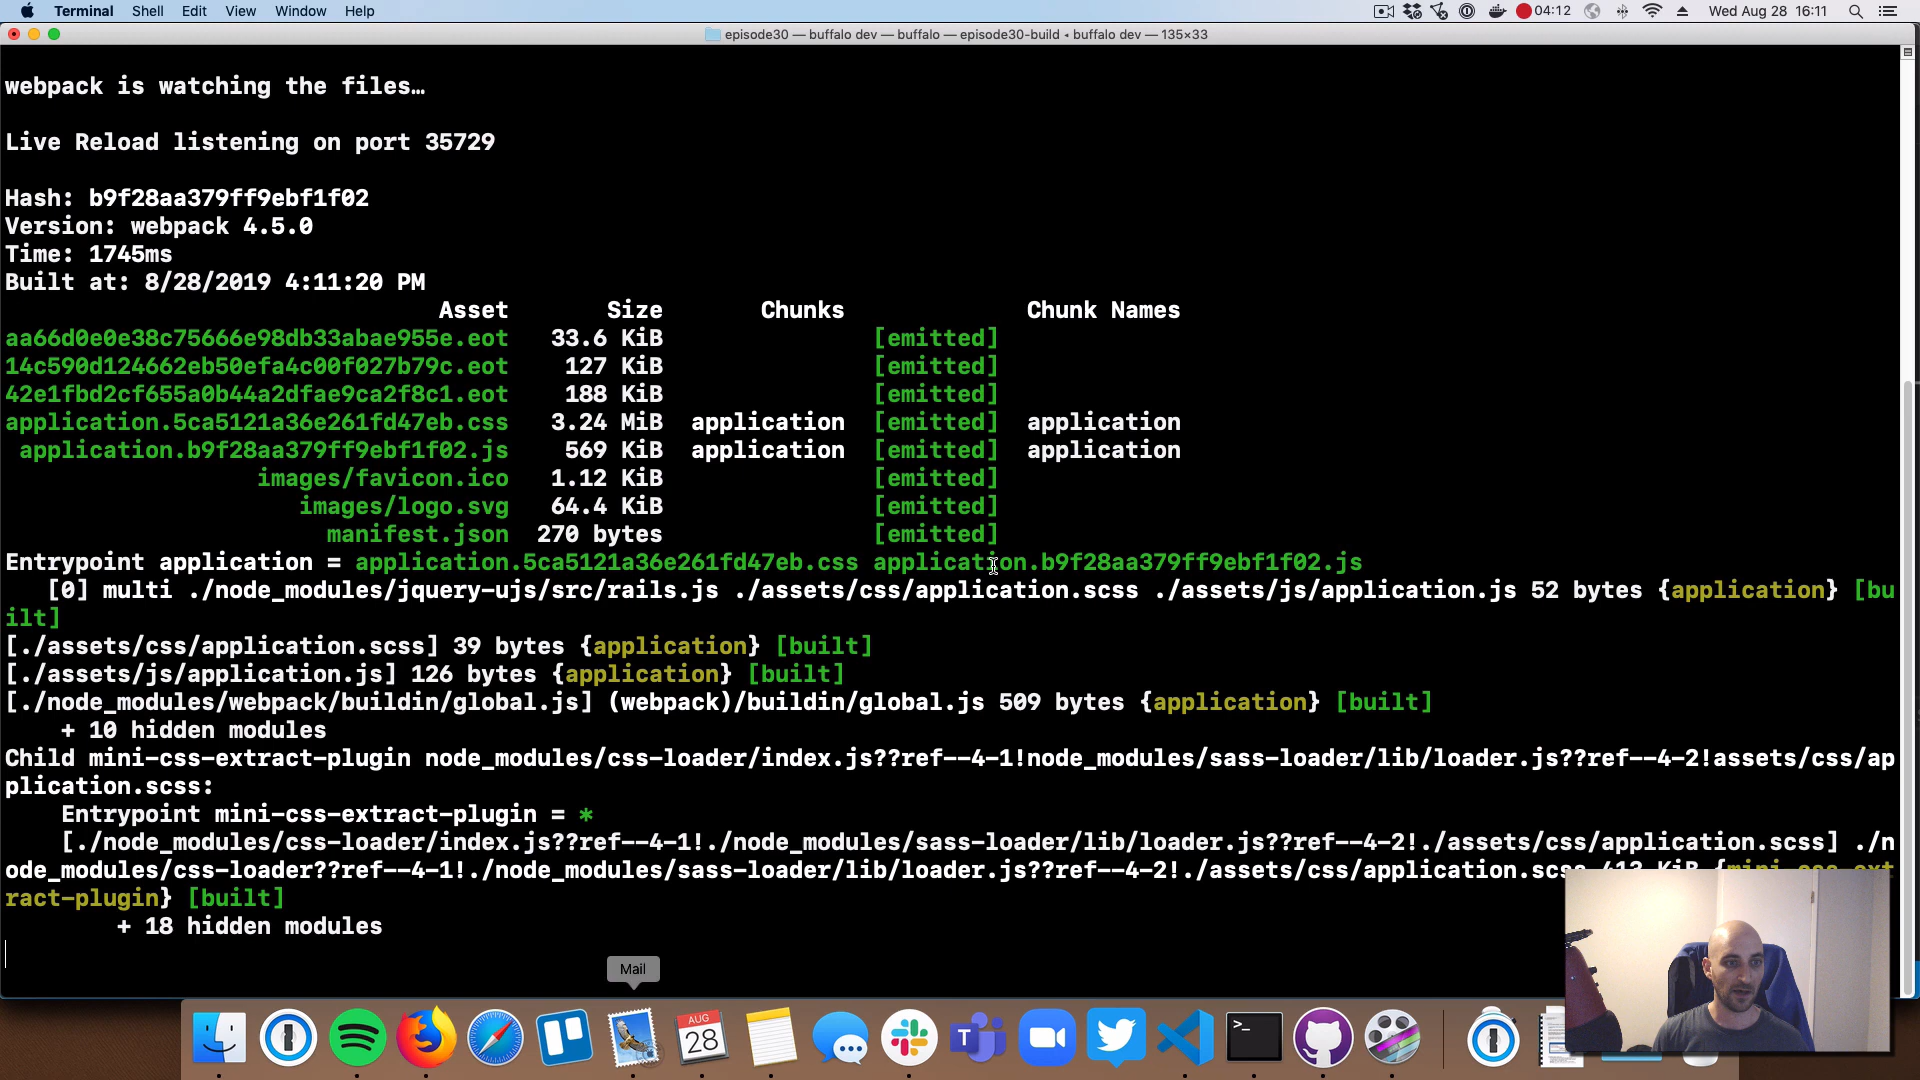 Terminal Shell Edit View Window Help 04:12 Wed Aug 28 16:11
episode30 — buffalo dev — buffalo — episode30-build ◂ buffalo dev — 135×33
webpack is watching the files…
Live Reload listening on port 35729
Hash: b9f28aa379ff9ebf1f02
Version: webpack 4.5.0
Time: 1745ms
Built at: 8/28/2019 4:11:20 PM
Asset Size Chunks Chunk Names
aa66d0e0e38c75666e98db33abae955e.eot 33.6 KiB [emitted]
14c590d124662eb50efa4c00f027b79c.eot 127 KiB [emitted]
42e1fbd2cf655a0b44a2dfae9ca2f8c1.eot 188 KiB [emitted]
application.5ca5121a36e261fd47eb.css 3.24 MiB application [emitted] application
application.b9f28aa379ff9ebf1f02.js 569 KiB application [emitted] application
images/favicon.ico 1.12 KiB [emitted]
images/logo.svg 64.4 KiB [emitted]
manifest.json 270 bytes [emitted]
Entrypoint application = application.5ca5121a36e261fd47eb.css application.b9f28aa379ff9ebf1f02.js
[0] multi ./node_modules/jquery-ujs/src/rails.js ./assets/css/application.scss ./assets/js/application.js 52 bytes {application} [bu
ilt]
[./assets/css/application.scss] 39 bytes {application} [built]
[./assets/js/application.js] 126 bytes {application} [built]
[./node_modules/webpack/buildin/global.js] (webpack)/buildin/global.js 509 bytes {application} [built]
+ 10 hidden modules
Child mini-css-extract-plugin node_modules/css-loader/index.js??ref--4-1!node_modules/sass-loader/lib/loader.js??ref--4-2!assets/css/ap
plication.scss:
Entrypoint mini-css-extract-plugin = *
[./node_modules/css-loader/index.js??ref--4-1!./node_modules/sass-loader/lib/loader.js??ref--4-2!./assets/css/application.scss] ./n
ode_modules/css-loader??ref--4-1!./node_modules/sass-loader/lib/loader.js??ref--4-2!./assets/css/application.scss 413 KiB {mini-css-ext
ract-plugin} [built]
+ 18 hidden modules
Mail
AUG
28